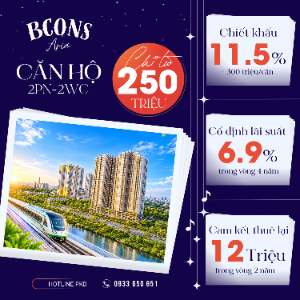 BCONS
Asia
CĂN HỘ
2PN-2WC
Chỉ từ
250
TRIỆU
Chiết khấu
11.5%
300 triệu/căn
Cố định lãi suất
6.9%
trong vòng 4 năm
Cam kết thuê lại
12 Triệu
trong vòng 2 năm
HOTLINE PKD
0933 650 651